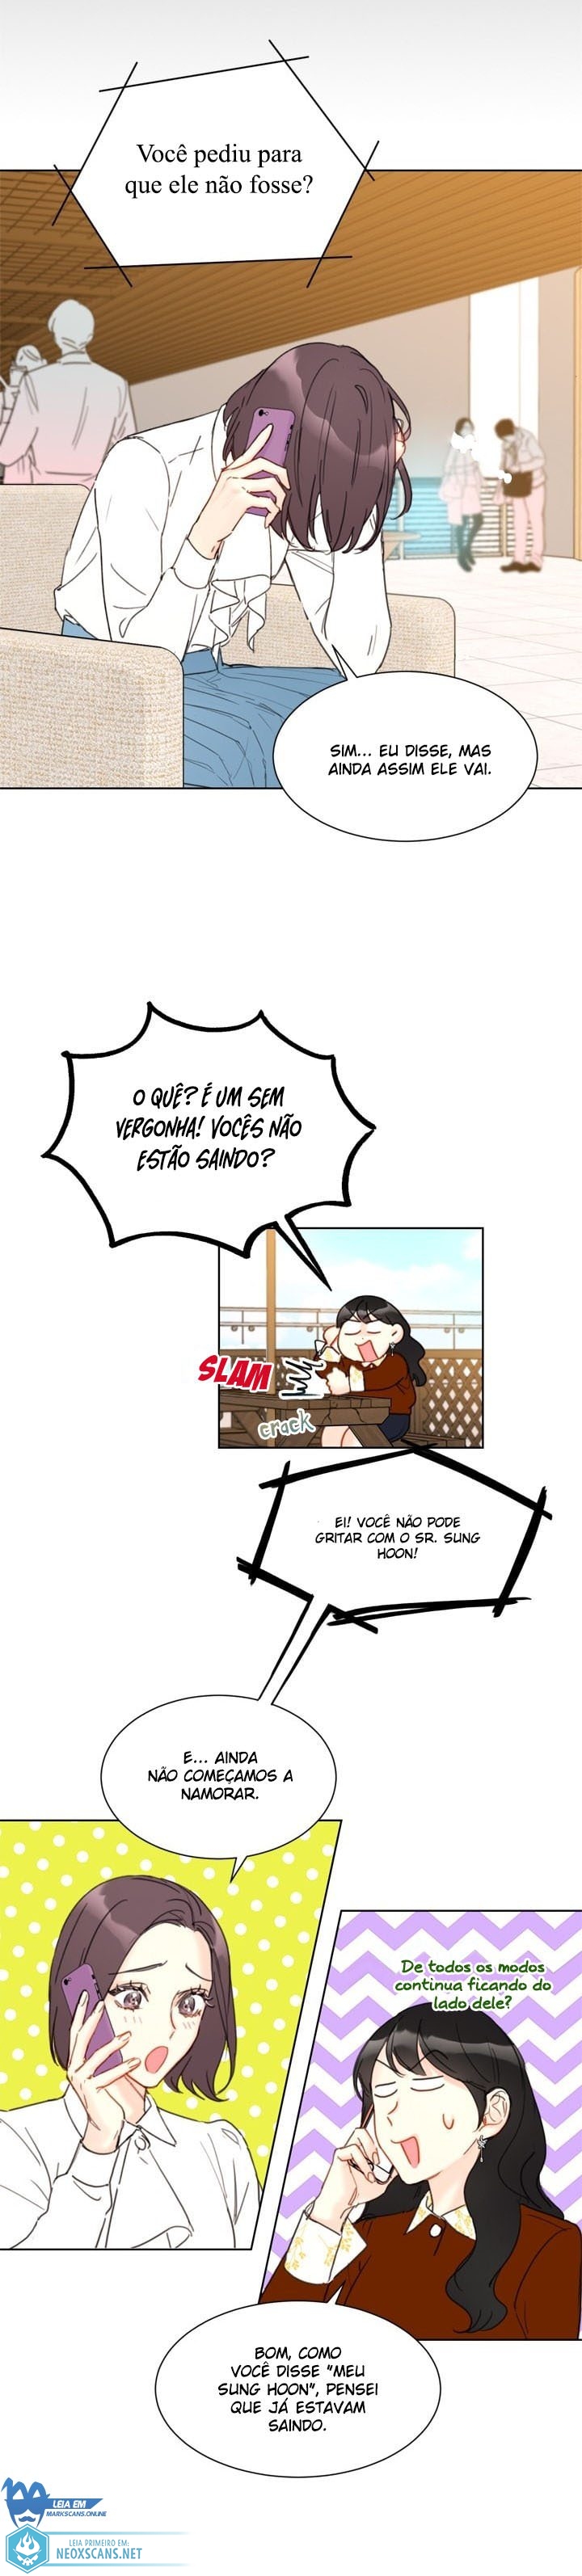 Você pediu para
que ele não fosse?
SIM... EU DISSE, MAS
AINDA ASSIM ELE VAI.
O QUÊ? É UM SEM
VERGONHA! VOCÊS NÃO
ESTÃO SAINDO?
SLAM
crack
EI! VOCÊ NÃO PODE
GRITAR COM O SR. SUNG
HOON!
E... AINDA
NÃO COMEÇAMOS A
NAMORAR.
De todos os modos
continua ficando do
lado dele?
BOM, COMO
VOCÊ DISSE "MEU
SUNG HOON", PENSEI
QUE JÁ ESTAVAM
SAINDO.
LEIA EM
MARKSCANS.ONLINE
LEIA PRIMEIRO EM:
NEOXSCANS.NET